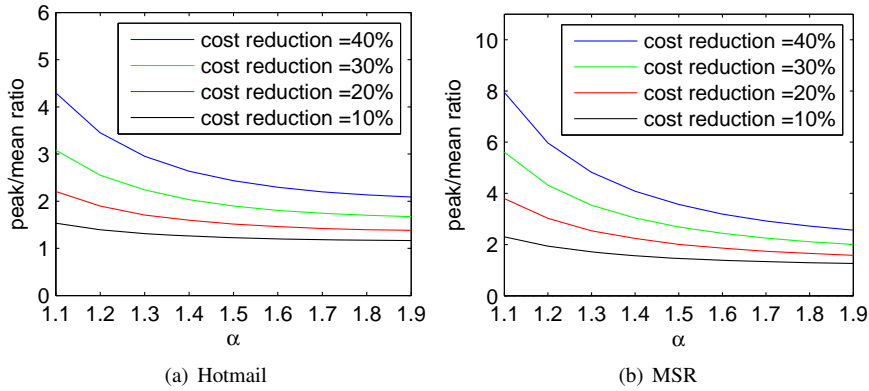 6
5
4
3
2
1
0
peak/mean ratio
cost reduction =40%
cost reduction =30%
cost reduction =20%
cost reduction =10%
1.1 1.2 1.3 1.4 1.5 1.6 1.7 1.8 1.9
α
(a) Hotmail
10
8
6
4
2
0
peak/mean ratio
cost reduction =40%
cost reduction =30%
cost reduction =20%
cost reduction =10%
1.1 1.2 1.3 1.4 1.5 1.6 1.7 1.8 1.9
α
(b) MSR